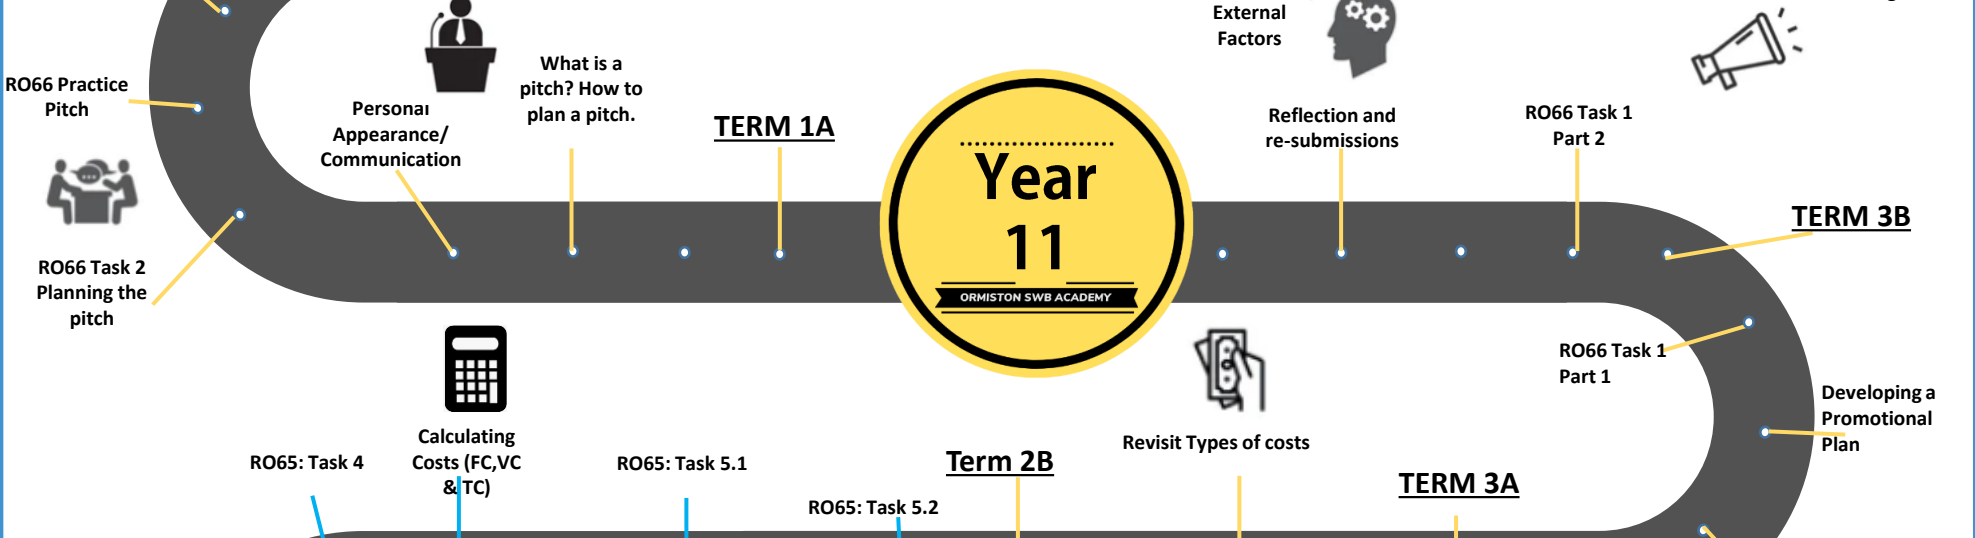 External
Factors
RO66 Practice
Pitch
Personal
Appearance/
Communication
What is a
pitch? How to
plan a pitch.
TERM 1A
Year
11
ORMISTON SWB ACADEMY
Reflection and
re-submissions
RO66 Task 1
Part 2
TERM 3B
RO66 Task 2
Planning the
pitch
RO66 Task 1
Part 1
Developing a
Promotional
Plan
RO65: Task 4
Calculating
Costs (FC,VC
& TC)
RO65: Task 5.1
RO65: Task 5.2
Term 2B
Revisit Types of costs
TERM 3A